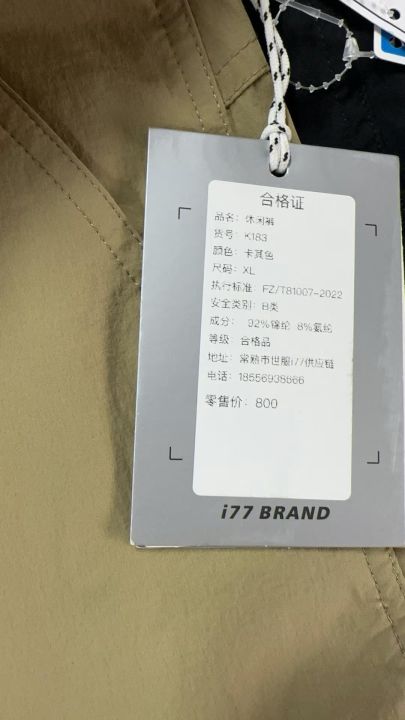 合格证
品名: 休闲裤
货号: K183
颜色: 卡其色
尺码: XL
执行标准: FZ/T81007-2022
安全类别: B类
成分: 92%锦纶 8%氨纶
等级: 合格品
地址: 常熟市世服i77供应链
电话: 18556938666
零售价: 800
i77 BRAND